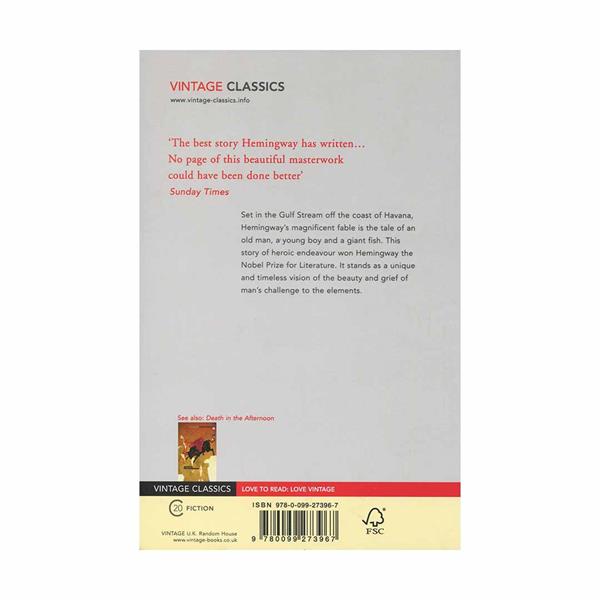 VINTAGE CLASSICS
www.vintage-classics.info
‘The best story Hemingway has written…
No page of this beautiful masterwork
could have been done better’
Sunday Times
Set in the Gulf Stream off the coast of Havana,
Hemingway's magnificent fable is the tale of an
old man, a young boy and a giant fish. This
story of heroic endeavour won Hemingway the
Nobel Prize for Literature. It stands as a unique
and timeless vision of the beauty and grief of
man's challenge to the elements.
See also: Death in the Afternoon
VINTAGE CLASSICS LOVE TO READ: LOVE VINTAGE
C20 FICTION
ISBN 978-0-099-27396-7
9 780099 273967
FSC
VINTAGE U.K. Random House
www.vintage-books.co.uk